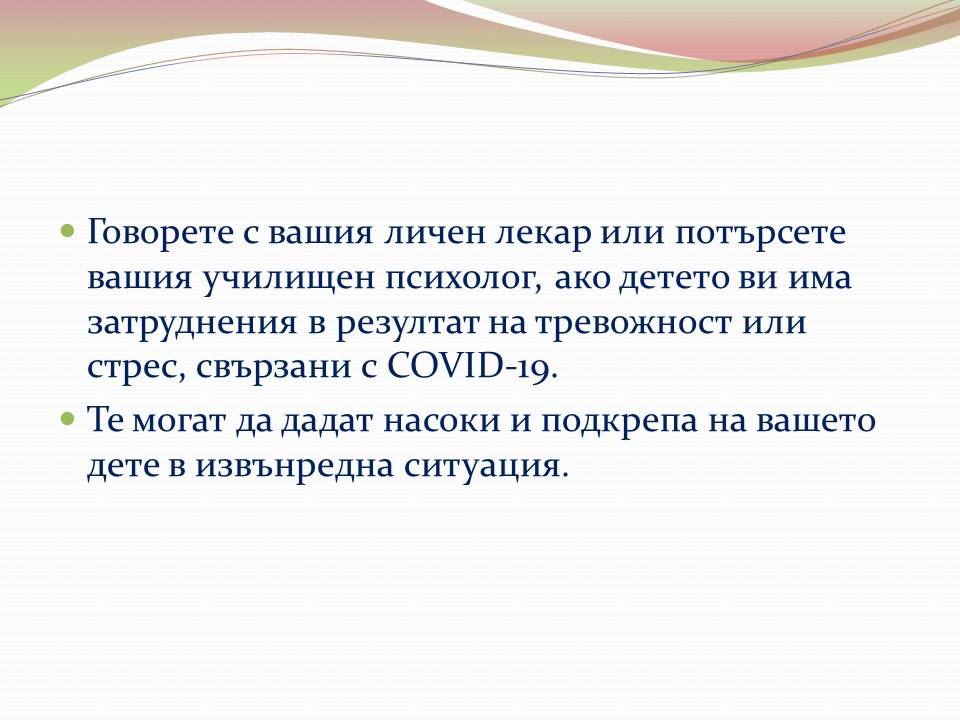 Говорете с вашия личен лекар или потърсете
вашия училищен психолог, ако детето ви има
затруднения в резултат на тревожност или
стрес, свързани с COVID-19.
Те могат да дадат насоки и подкрепа на вашето
дете в извънредна ситуация.